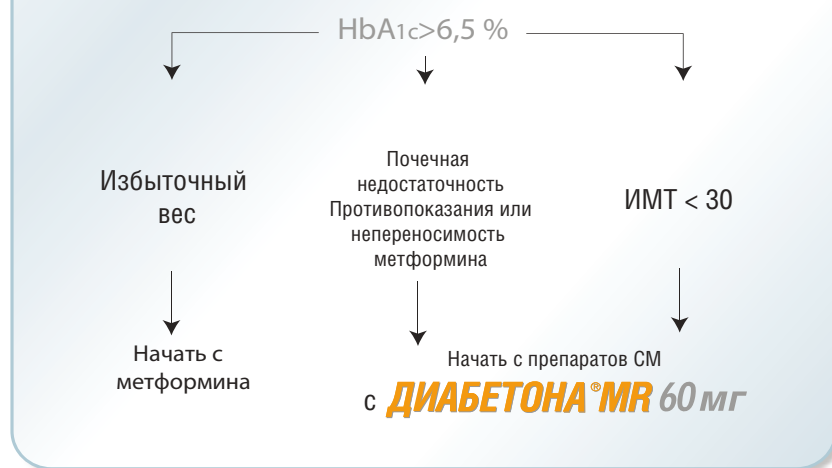 HbA1c>6,5 %
Избыточный
вес
Почечная
недостаточность
Противопоказания или
непереносимость
метформина
ИМТ < 30
Начать с
метформина
Начать с препаратов СМ
с ДИАБЕТОНА®MR 60 мг